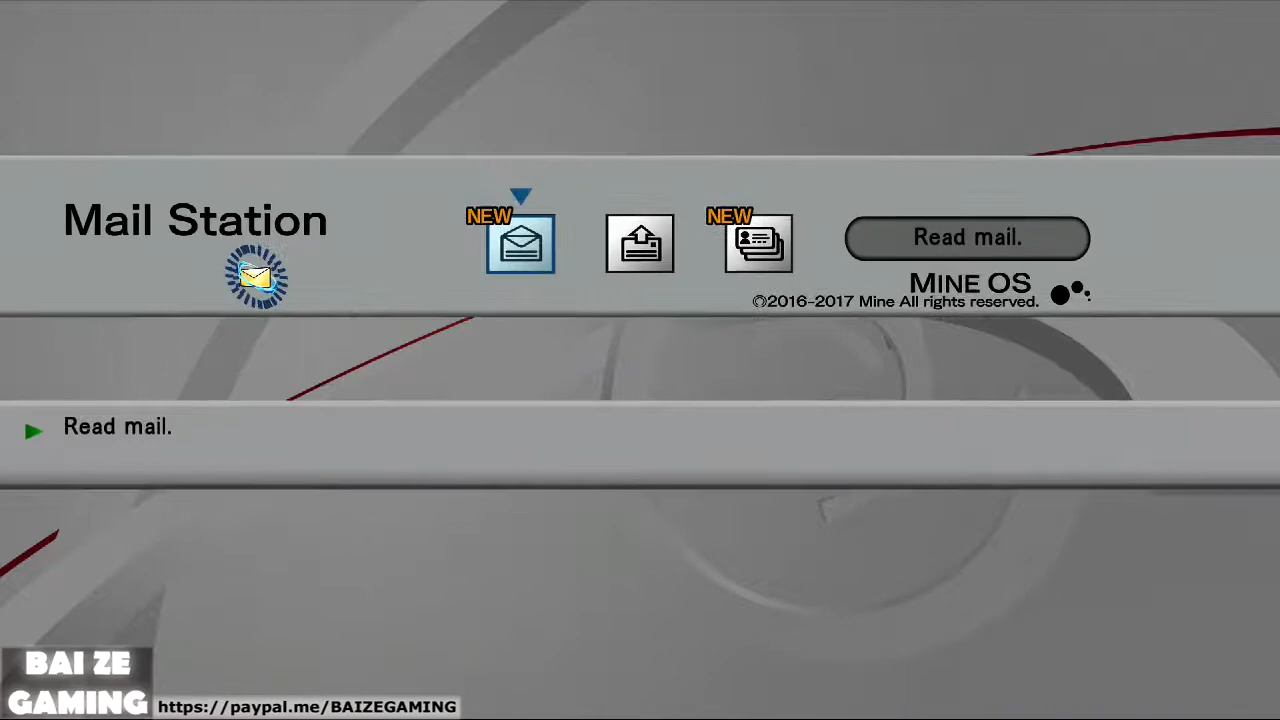 Mail Station
NEW
NEW
Read mail.
MINE OS
©2016-2017 Mine All rights reserved.
Read mail.
BAI ZE
GAMING
https://paypal.me/BAIZEGAMING